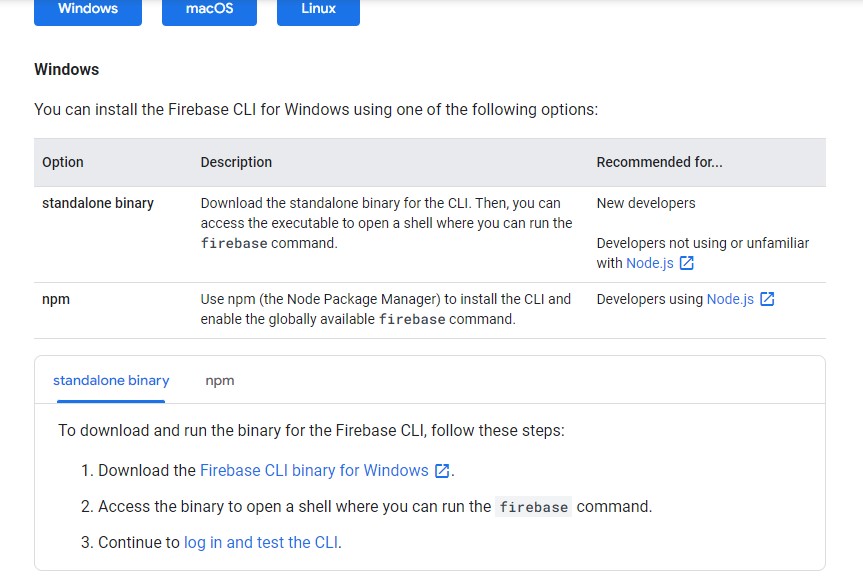 Windows
macOS
Linux
Windows
You can install the Firebase CLI for Windows using one of the following options:
Option
Description
Recommended for...
standalone binary
Download the standalone binary for the CLI. Then, you can
access the executable to open a shell where you can run the
firebase command.
New developers
Developers not using or unfamiliar
with Node.js
npm
Use npm (the Node Package Manager) to install the CLI and
enable the globally available firebase command.
Developers using Node.js
standalone binary
npm
To download and run the binary for the Firebase CLI, follow these steps:
1. Download the Firebase CLI binary for Windows.
2. Access the binary to open a shell where you can run the firebase command.
3. Continue to log in and test the CLI.